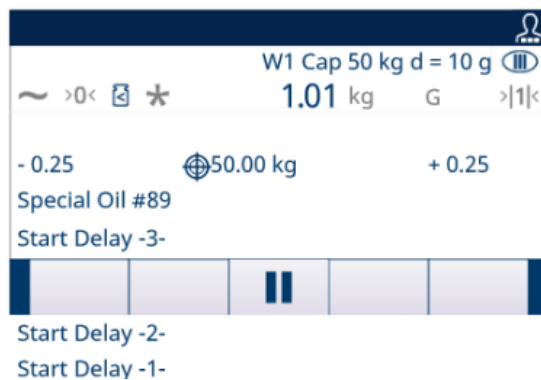 W1 Cap 50 kg d = 10 g III
~ >0< * 1.01 kg G >|1|<
- 0.25 50.00 kg + 0.25
Special Oil #89
Start Delay -3-
Start Delay -2-
Start Delay -1-